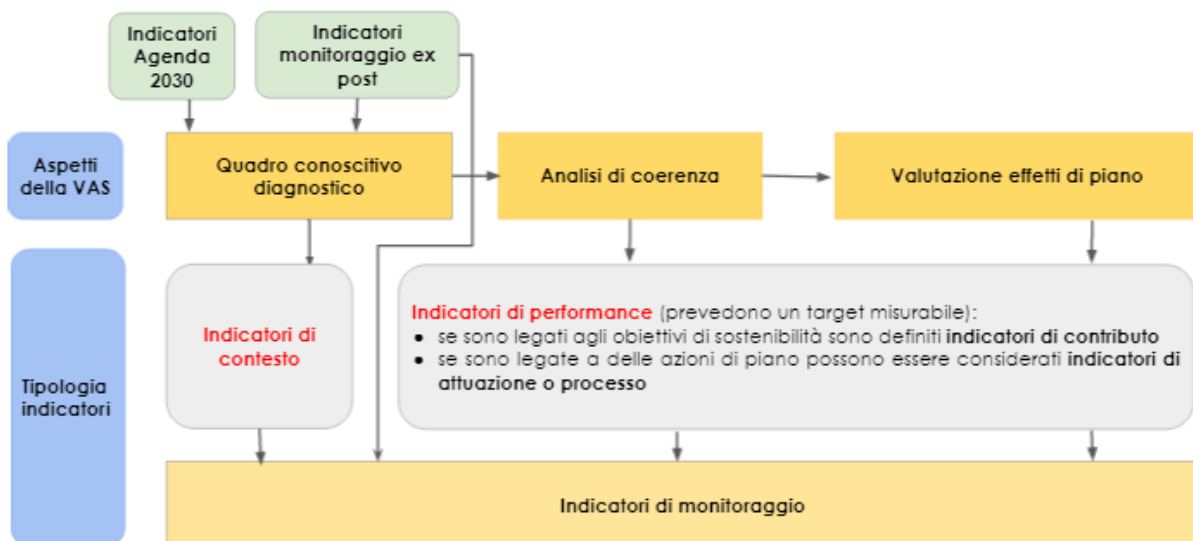 Indicatori
Agenda
2030
Indicatori
monitoraggio ex
post
Aspetti
della VAS
Quadro conoscitivo
diagnostico
Analisi di coerenza
Valutazione effetti di piano
Tipologia
indicatori
Indicatori di
contesto
Indicatori di performance (prevedono un target misurabile):
• se sono legati agli obiettivi di sostenibilità sono definiti indicatori di contributo
• se sono legate a delle azioni di piano possono essere considerati indicatori di
attuazione o processo
Indicatori di monitoraggio